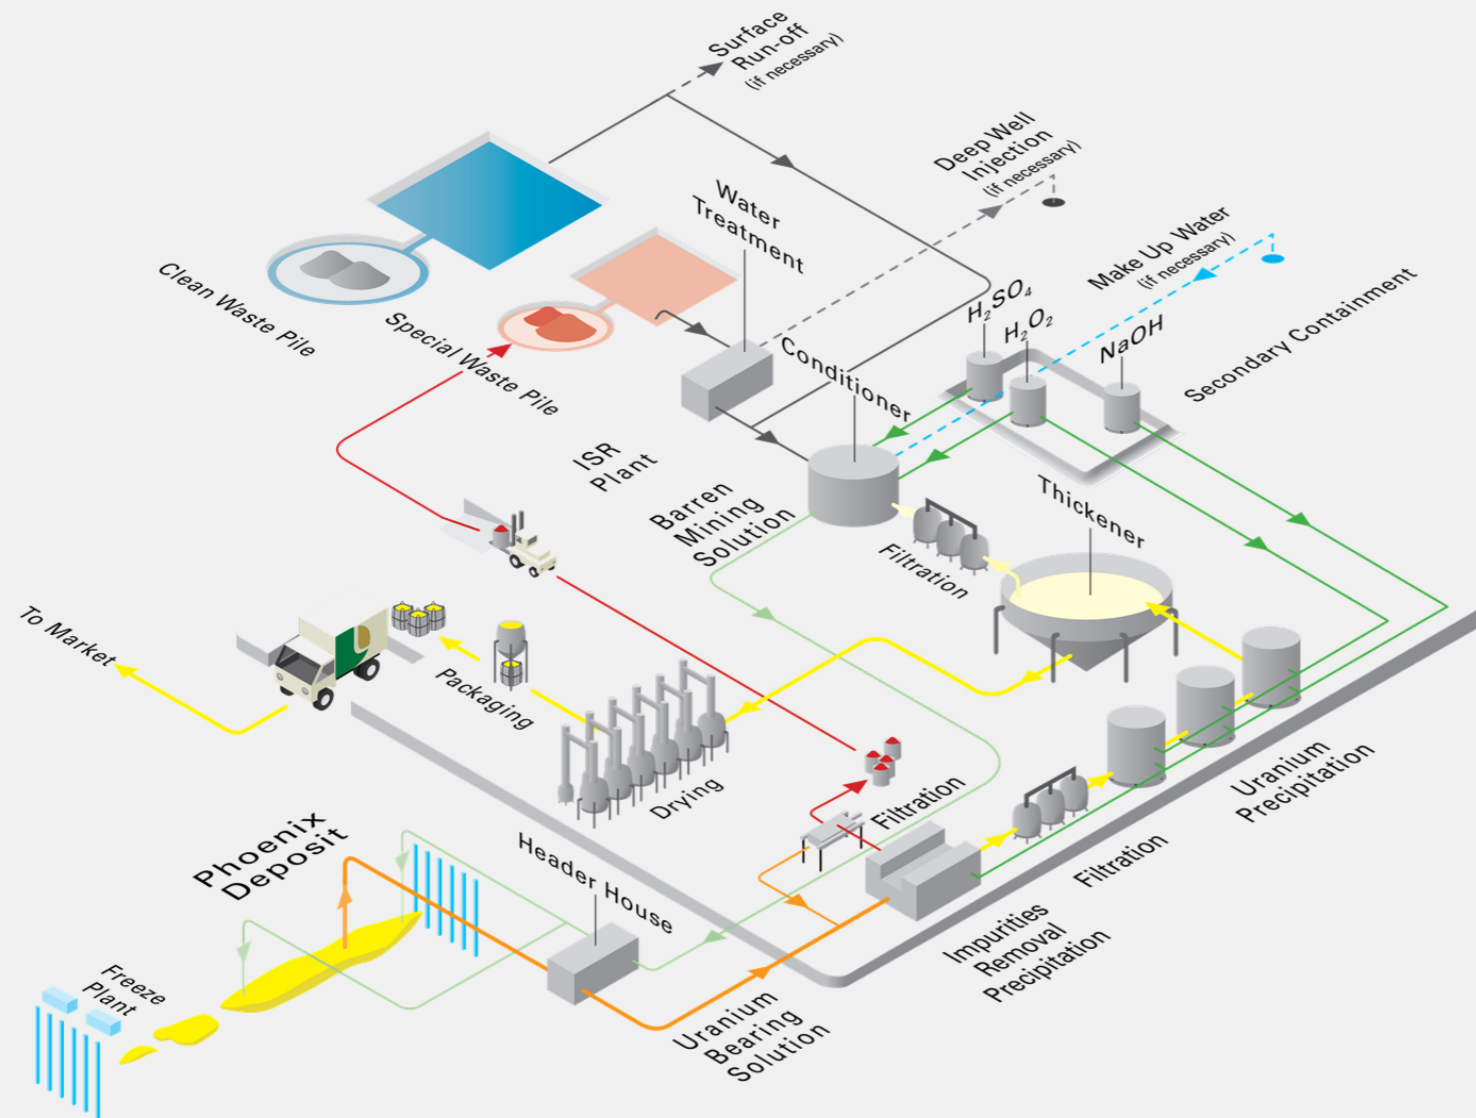 Surface
Run-off
(if necessary)
Deep Well
Injection
(if necessary)
Water
Treatment
Make Up Water
(if necessary)
Clean Waste Pile
Special Waste Pile
H₂SO₄
H₂O₂
NaOH
Secondary Containment
Conditioner
ISR
Plant
Barren
Mining
Solution
Thickener
Filtration
To Market
Packaging
Drying
Filtration
Uranium
Precipitation
Phoenix
Deposit
Header House
Filtration
Impurities
Removal
Precipitation
Freeze
Plant
Uranium
Bearing
Solution